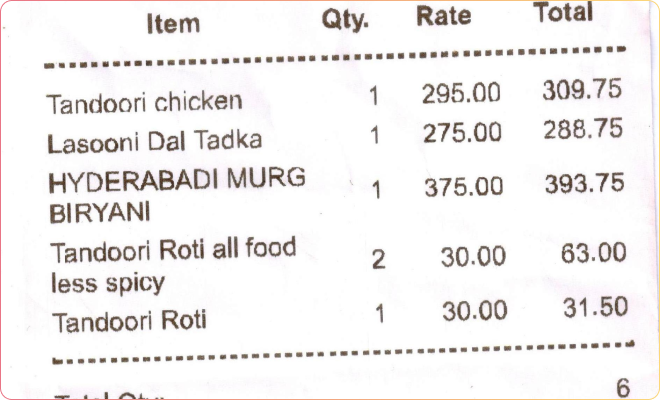 Item Qty. Rate Total
Tandoori chicken 1 295.00 309.75
Lasooni Dal Tadka 1 275.00 288.75
HYDERABADI MURG 1 375.00 393.75
BIRYANI
Tandoori Roti all food 2 30.00 63.00
less spicy
Tandoori Roti 1 30.00 31.50
6